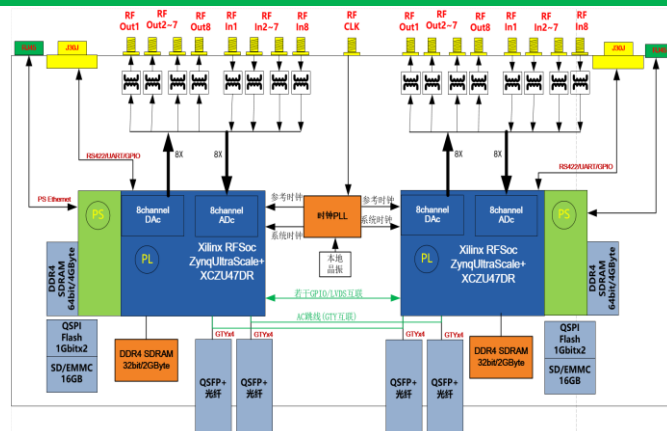 RF Out1
RF Out2~7
RF Out8
RF In1
RF In2~7
RF In8
RF CLK
RF Out1
RF Out2~7
RF Out8
RF In1
RF In2~7
RF In8
RJ45
J30J
J30J
RJ45
RS422/UART/GPIO
8X
8X
8X
8X
RS422/UART/GPIO
PS Ethernet
PS
8channel
DAc
8channel
ADc
PL
Xilinx RFSoc
ZynqUltraScale+
XCZU47DR
参考时钟
系统时钟
时钟PLL
参考时钟
系统时钟
本地
晶振
8channel
DAc
8channel
ADc
PL
Xilinx RFSoc
ZynqUltraScale+
XCZU47DR
PS
DDR4
SDRAM
64bit/4GByte
DDR4
SDRAM
64bit/4GByte
若干GPIO/LVDS互联
AC跳线(GTY互联)
GTYx4
GTYx4
GTYx4
GTYx4
QSPI
Flash
1Gbitx2
SD/EMMC
16GB
DDR4 SDRAM
32bit/2GByte
QSFP+
光纤
QSFP+
光纤
QSFP+
光纤
QSFP+
光纤
DDR4 SDRAM
32bit/2GByte
QSPI
Flash
1Gbitx2
SD/EMMC
16GB